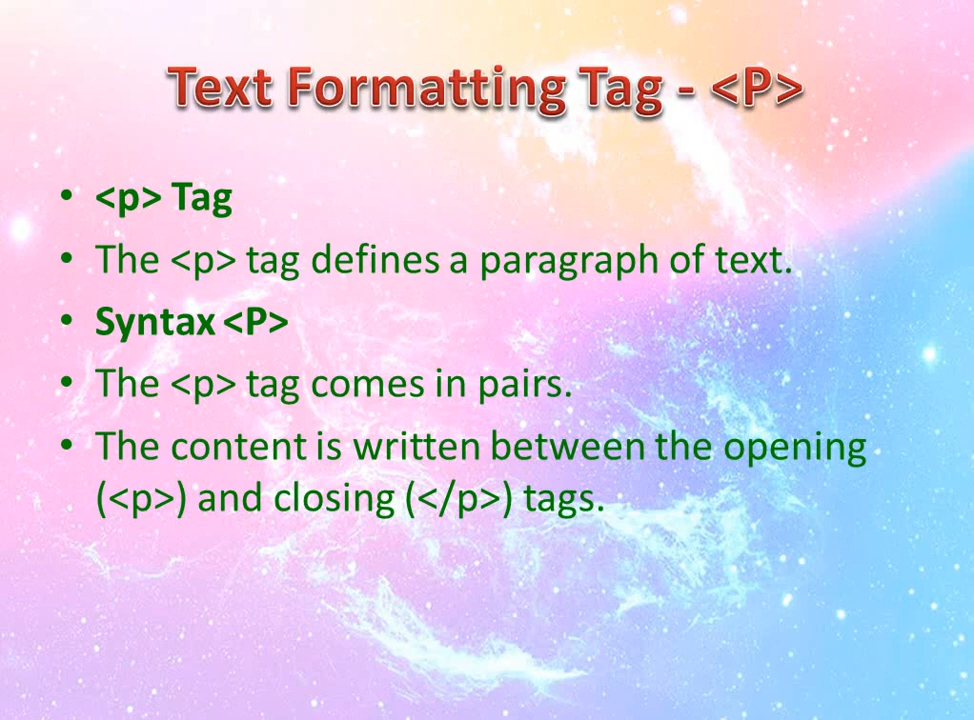 Text Formatting Tag - <P>
• <p> Tag
• The <p> tag defines a paragraph of text.
• Syntax <P>
• The <p> tag comes in pairs.
• The content is written between the opening
(<p>) and closing (</p>) tags.